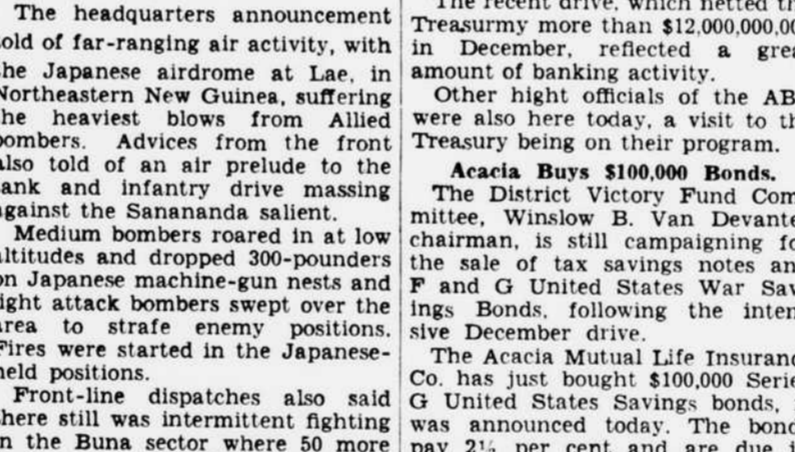 The headquarters announcement
told of far-ranging air activity, with
the Japanese airdrome at Lae, in
Northeastern New Guinea, suffering
the heaviest blows from Allied
bombers. Advices from the front
also told of an air prelude to the
tank and infantry drive massing
against the Sanananda salient.
Medium bombers roared in at low
altitudes and dropped 300-pounders
on Japanese machine-gun nests and
light attack bombers swept over the
area to strafe enemy positions.
Fires were started in the Japanese-
held positions.
Front-line dispatches also said
there still was intermittent fighting
in the Buna sector where 50 more
The recent drive, which netted th
Treasurmy more than $12,000,000,00
in December, reflected a grea
amount of banking activity.
Other hight officials of the AB
were also here today, a visit to th
Treasury being on their program.
Acacia Buys $100,000 Bonds.
The District Victory Fund Com
mittee, Winslow B. Van Devante
chairman, is still campaigning fo
the sale of tax savings notes an
F and G United States War Sav
ings Bonds, following the inten
sive December drive.
The Acacia Mutual Life Insuranc
Co. has just bought $100,000 Serie
G United States Savings bonds,
was announced today. The bond
pay 2½ per cent and are due i